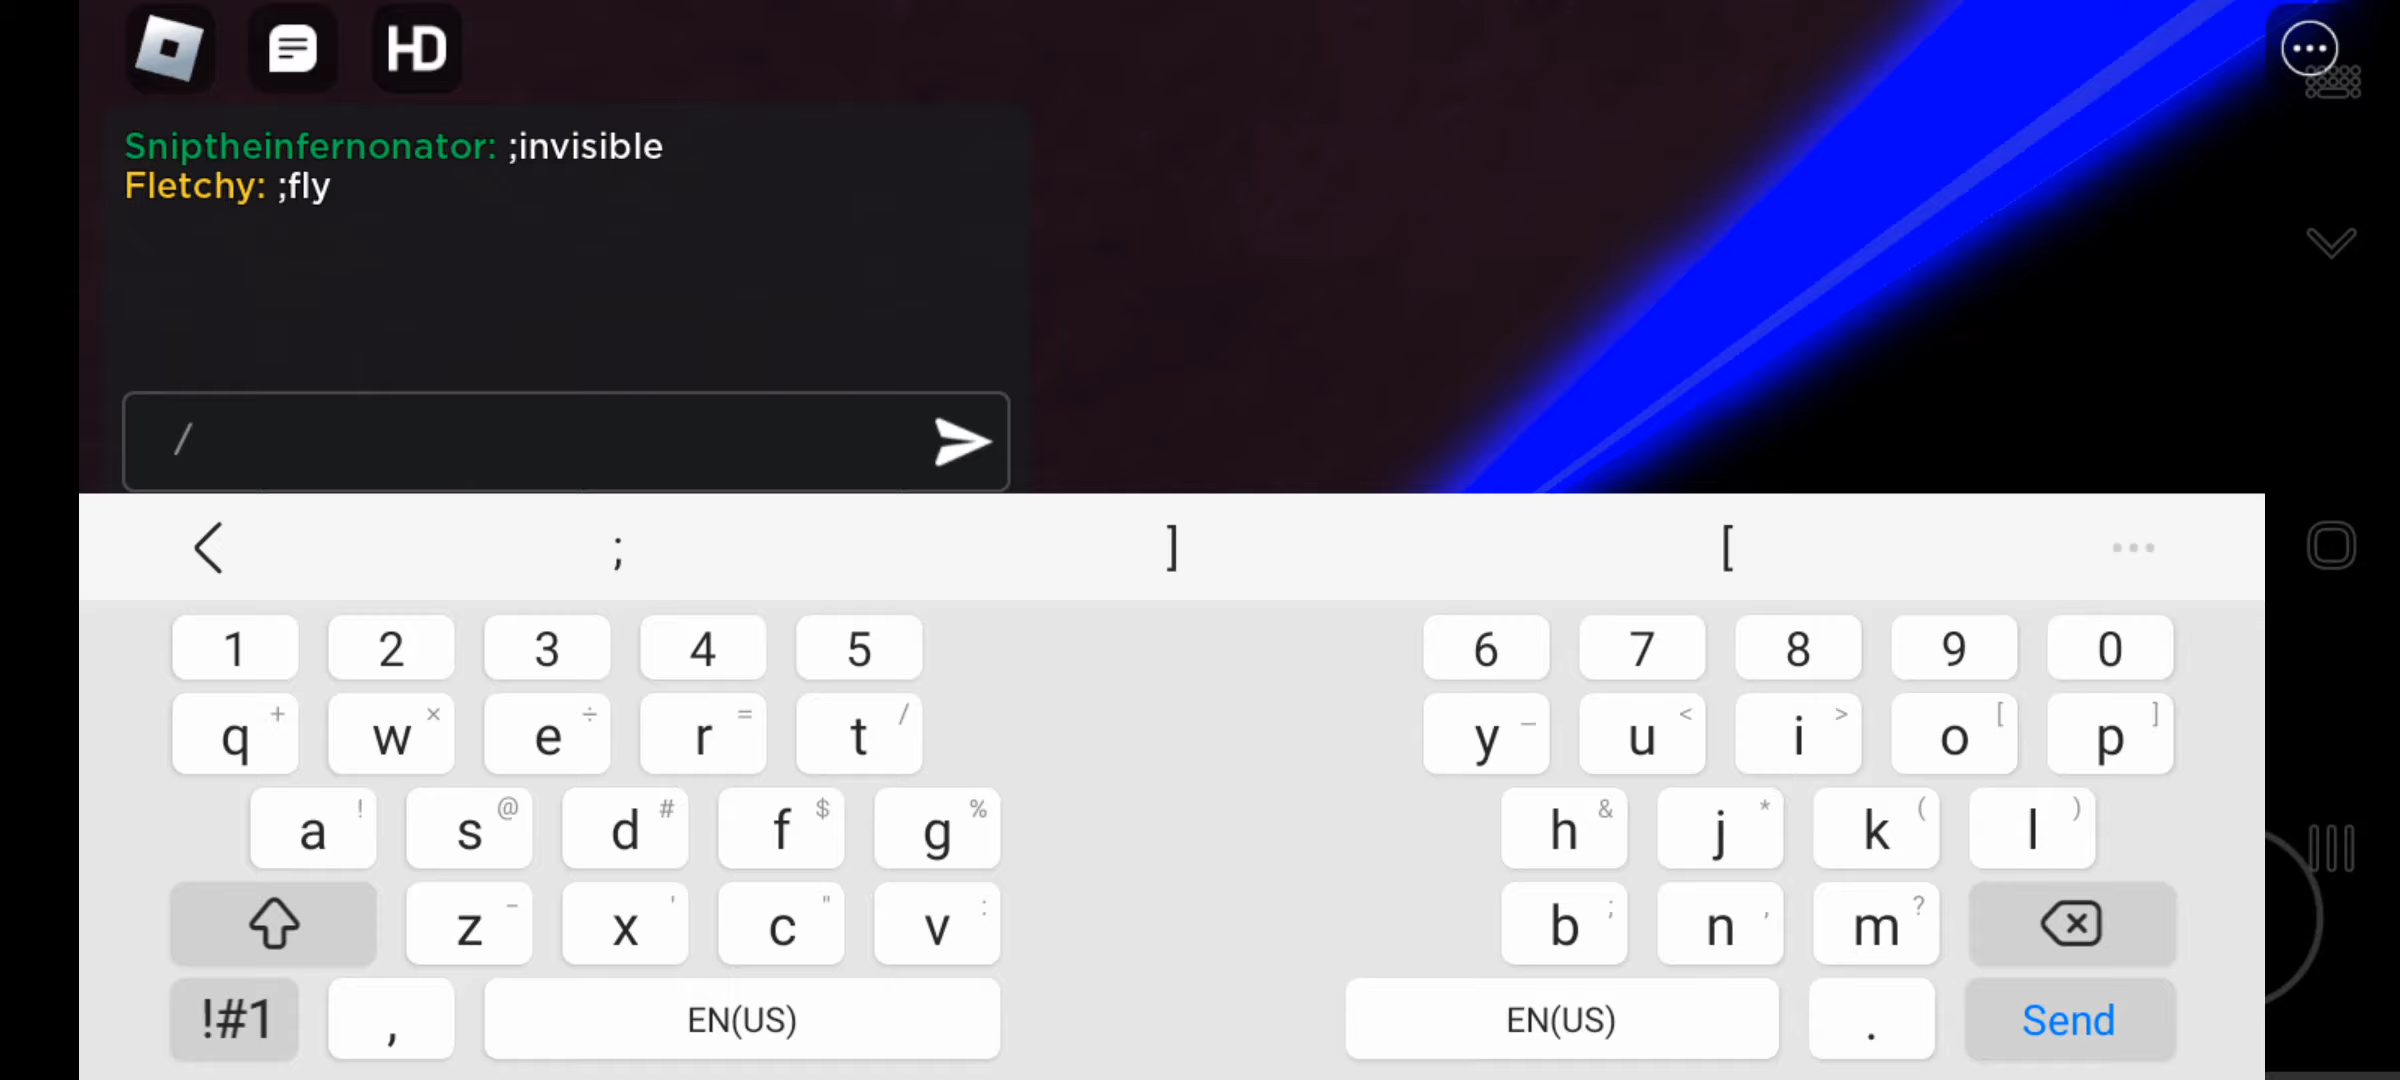 HD
Sniptheinfernonator: ;invisible
Fletchy: ;fly
/
; ] [
1 2 3 4 5 6 7 8 9 0
q + w × e ÷ r = t / y _ u < i > o [ p ]
a ! s @ d # f $ g % h & j * k ( l )
z - x ' c " v : b ; n , m ?
!#1 , EN(US) EN(US) . Send